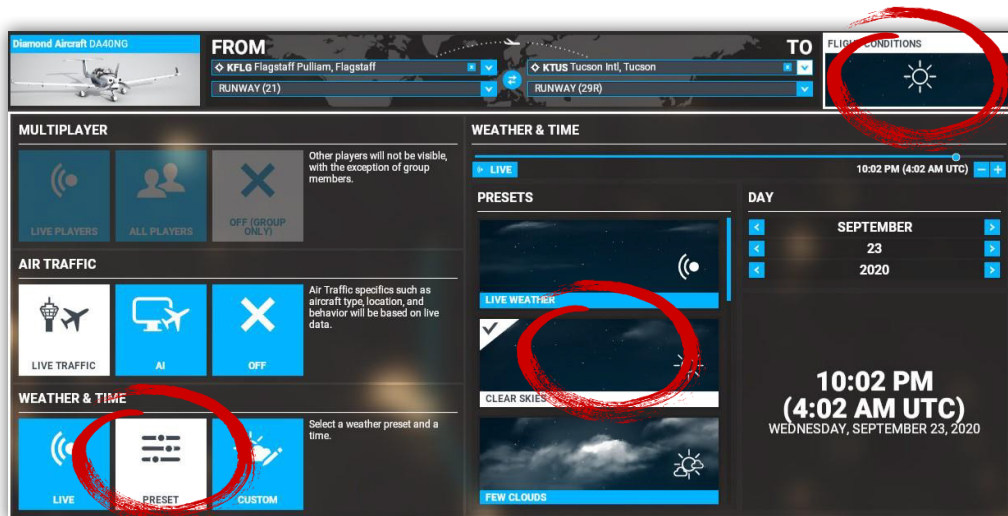 Diamond Aircraft DA40NG
FROM
KFLG Flagstaff Pulliam, Flagstaff
RUNWAY (21)
TO
KTUS Tucson Intl, Tucson
RUNWAY (29R)
FLIGHT CONDITIONS
MULTIPLAYER
LIVE PLAYERS
ALL PLAYERS
OFF (GROUP
ONLY)
Other players will not be visible,
with the exception of group
members.
AIR TRAFFIC
LIVE TRAFFIC
AI
OFF
Air Traffic specifics such as
aircraft type, location, and
behavior will be based on live
data.
WEATHER & TIME
LIVE
PRESET
CUSTOM
Select a weather preset and a
time.
WEATHER & TIME
LIVE
10:02 PM (4:02 AM UTC)
PRESETS
LIVE WEATHER
CLEAR SKIES
FEW CLOUDS
DAY
SEPTEMBER
23
2020
10:02 PM
(4:02 AM UTC)
WEDNESDAY, SEPTEMBER 23, 2020